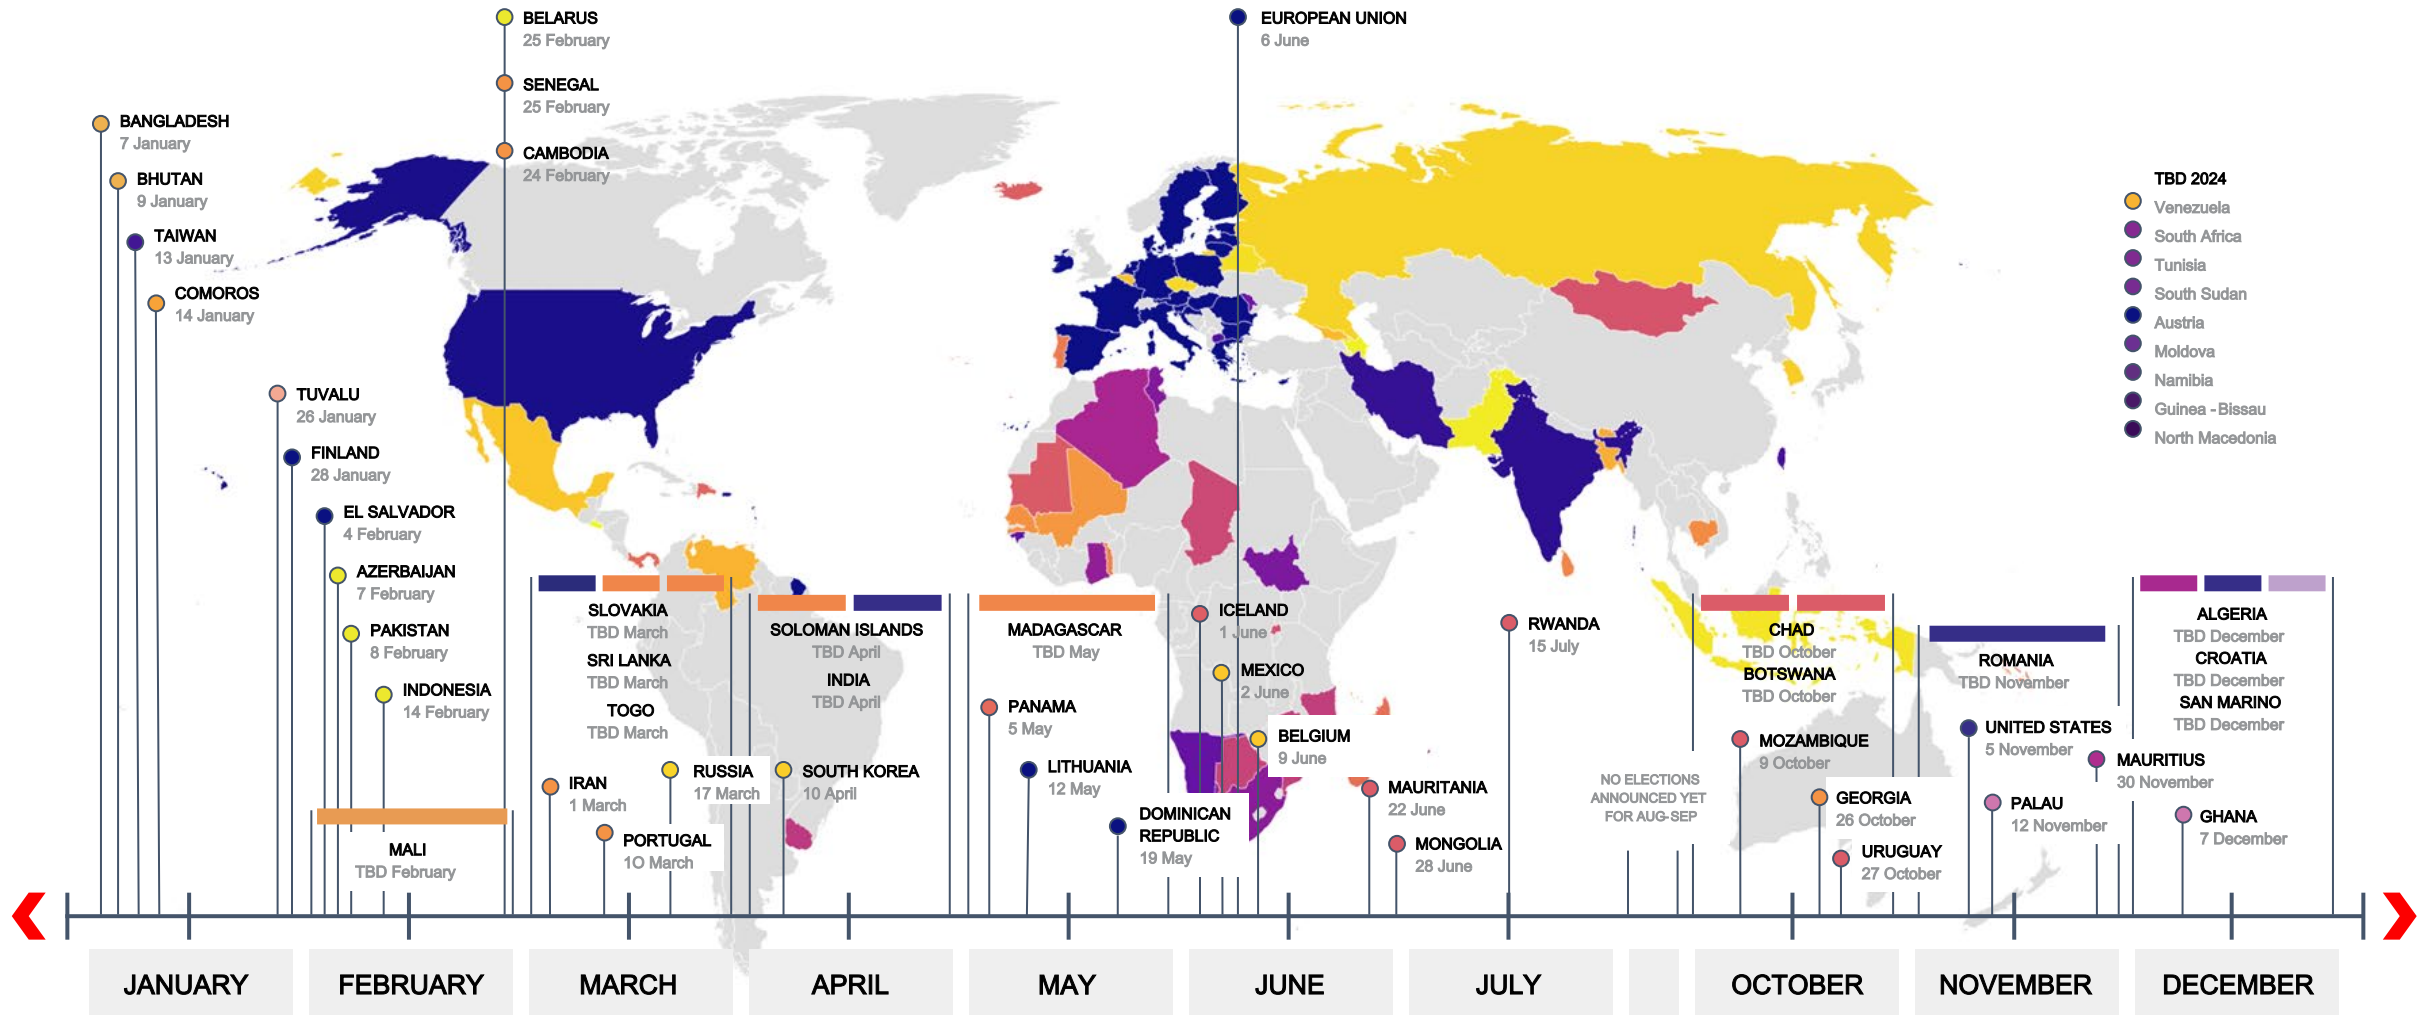 BELARUS
25 February
SENEGAL
25 February
CAMBODIA
24 February
EUROPEAN UNION
6 June
BANGLADESH
7 January
BHUTAN
9 January
TAIWAN
13 January
COMOROS
14 January
TUVALU
26 January
FINLAND
28 January
EL SALVADOR
4 February
AZERBAIJAN
7 February
PAKISTAN
8 February
INDONESIA
14 February
MALI
TBD February
SLOVAKIA
TBD March
SRI LANKA
TBD March
TOGO
TBD March
IRAN
1 March
PORTUGAL
1O March
RUSSIA
17 March
SOLOMAN ISLANDS
TBD April
INDIA
TBD April
SOUTH KOREA
10 April
MADAGASCAR
TBD May
PANAMA
5 May
LITHUANIA
12 May
DOMINICAN
REPUBLIC
19 May
ICELAND
1 June
MEXICO
2 June
BELGIUM
9 June
MAURITANIA
22 June
MONGOLIA
28 June
RWANDA
15 July
NO ELECTIONS
ANNOUNCED YET
FOR AUG-SEP
CHAD
TBD October
BOTSWANA
TBD October
MOZAMBIQUE
9 October
GEORGIA
26 October
URUGUAY
27 October
ROMANIA
TBD November
UNITED STATES
5 November
PALAU
12 November
MAURITIUS
30 November
ALGERIA
TBD December
CROATIA
TBD December
SAN MARINO
TBD December
GHANA
7 December
TBD 2024
Venezuela
South Africa
Tunisia
South Sudan
Austria
Moldova
Namibia
Guinea - Bissau
North Macedonia
JANUARY
FEBRUARY
MARCH
APRIL
MAY
JUNE
JULY
OCTOBER
NOVEMBER
DECEMBER